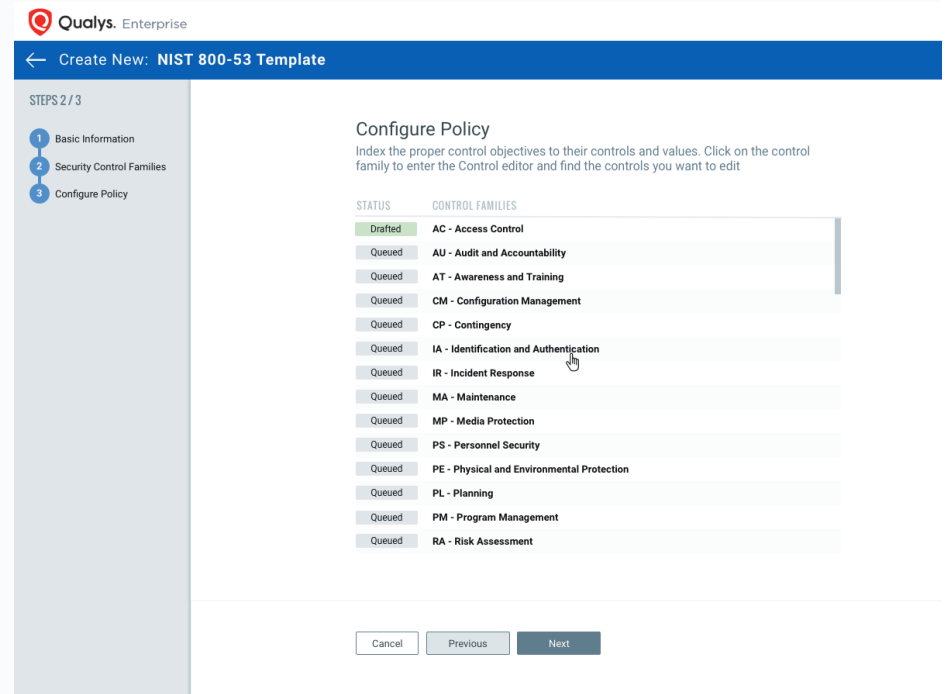 Qualys. Enterprise
Create New: NIST 800-53 Template
STEPS 2 / 3
1 Basic Information
2 Security Control Families
3 Configure Policy
Configure Policy
Index the proper control objectives to their controls and values. Click on the control
family to enter the Control editor and find the controls you want to edit
STATUS CONTROL FAMILIES
Drafted AC - Access Control
Queued AU - Audit and Accountability
Queued AT - Awareness and Training
Queued CM - Configuration Management
Queued CP - Contingency
Queued IA - Identification and Authentication
Queued IR - Incident Response
Queued MA - Maintenance
Queued MP - Media Protection
Queued PS - Personnel Security
Queued PE - Physical and Environmental Protection
Queued PL - Planning
Queued PM - Program Management
Queued RA - Risk Assessment
Cancel Previous Next